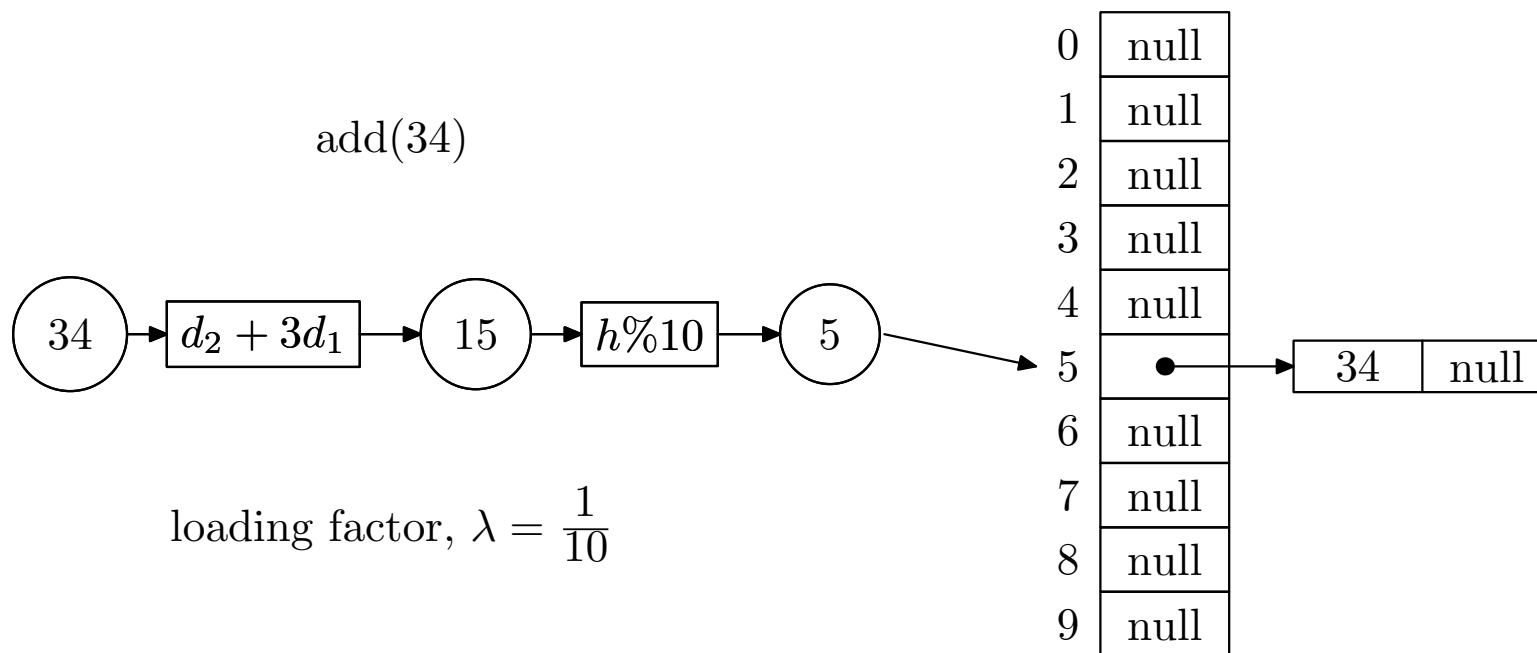 add(34)
34
d₂ + 3d₁
15
h%10
5
loading factor, λ = 1/10
0 null
1 null
2 null
3 null
4 null
5
34 null
6 null
7 null
8 null
9 null